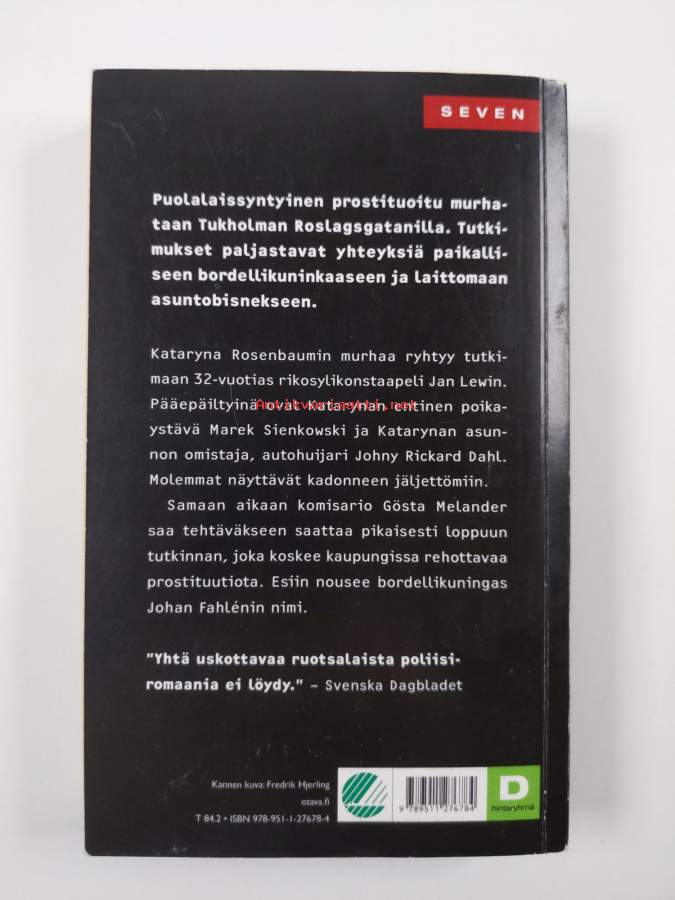 SEVEN
Puolalaissyntyinen prostituoitu murha-
taan Tukholman Roslagsgatanilla. Tutki-
mukset paljastavat yhteyksiä paikalli-
seen bordellikuninkaaseen ja laittomaan
asuntobisnekseen.
Kataryna Rosenbaumin murhaa ryhtyy tutki-
maan 32-vuotias rikosylikonstaapeli Jan Lewin.
Pääepäiltyinä ovat Katarynan entinen poika-
ystävä Marek Sienkowski ja Katarynan asun-
non omistaja, autohuijari Johny Rickard Dahl.
Molemmat näyttävät kadonneen jäljettömiin.
Samaan aikaan komisario Gösta Melander
saa tehtäväkseen saattaa pikaisesti loppuun
tutkinnan, joka koskee kaupungissa rehottavaa
prostituutiota. Esiin nousee bordellikuningas
Johan Fahlénin nimi.
"Yhtä uskottavaa ruotsalaista poliisi-
romaania ei löydy." – Svenska Dagbladet
Kannen kuva: Fredrik Hjerling
otava.fi
T 84.2 • ISBN 978-951-1-27678-4
9 789511 276784
D
hintaryhmä
Antikvariaatti.net